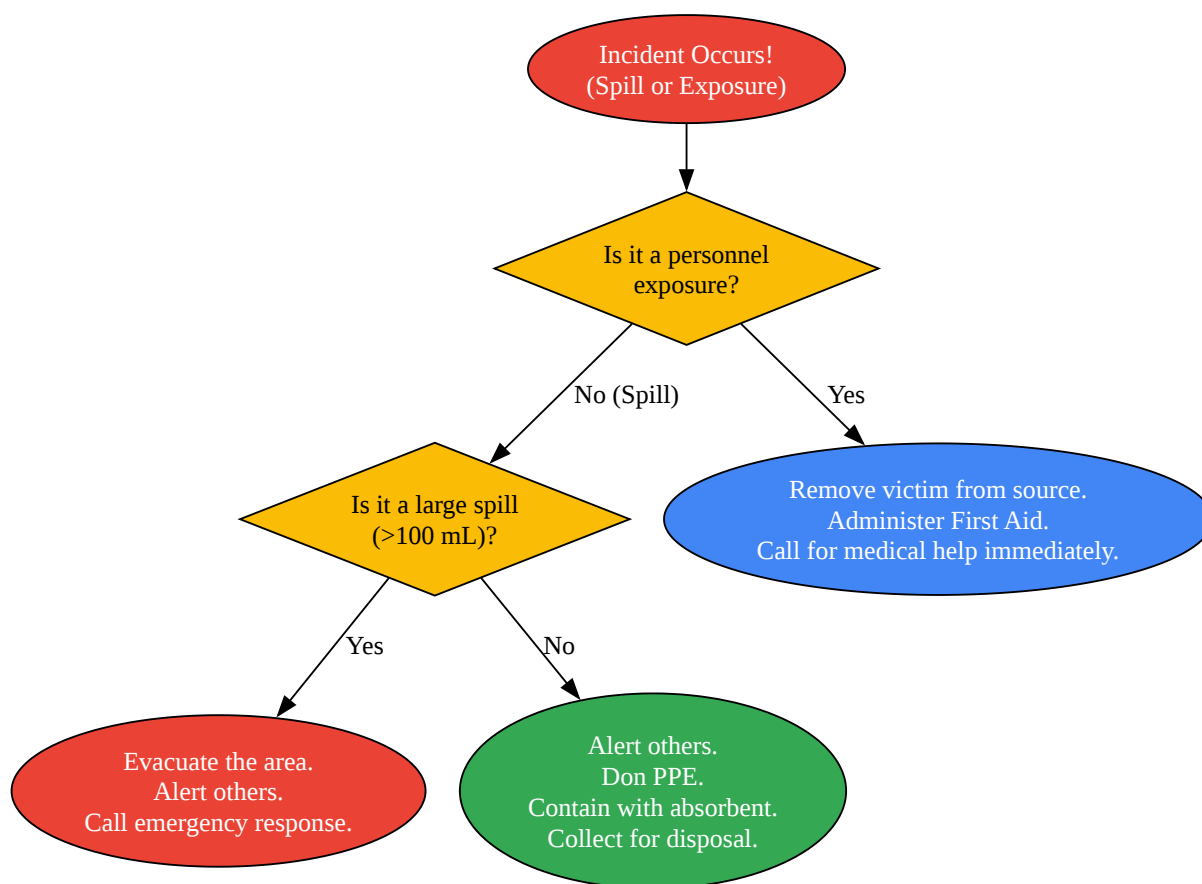 Incident Occurs!
(Spill or Exposure)
Is it a personnel
exposure?
No (Spill)
Yes
Is it a large spill
(>100 mL)?
Remove victim from source.
Administer First Aid.
Call for medical help immediately.
Yes
No
Evacuate the area.
Alert others.
Call emergency response.
Alert others.
Don PPE.
Contain with absorbent.
Collect for disposal.